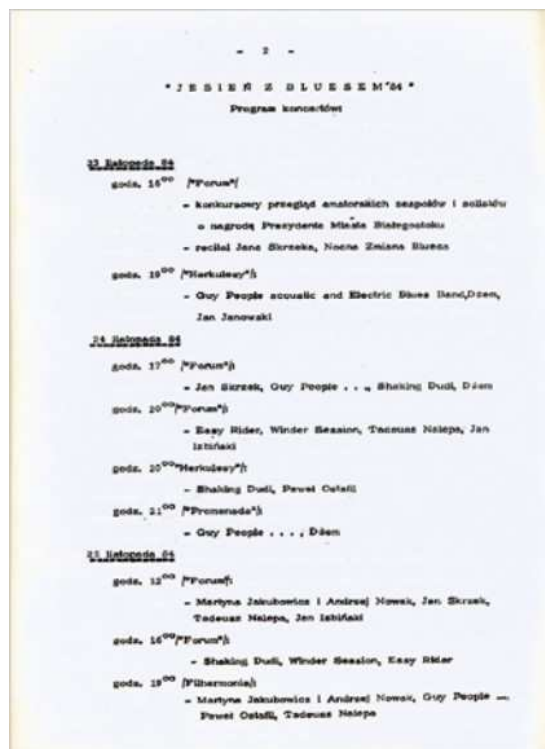 - 2 -
"JESIEŃ Z BLUESEM'84"
Program koncertów:
23 listopada 84
godz. 16⁰⁰ /"Forum"/
- konkursowy przegląd amatorskich zespołów i solistów
o nagrodę Prezydenta Miasta Białegostoku
- recital Jana Skrzeka, Nocna Zmiana Bluesa
godz. 19⁰⁰ /"Herkulesy"/:
- Guy People acoustic and Electric Blues Band, Dżem,
Jan Janowski
24 listopada 84
godz. 17⁰⁰ /"Forum"/:
- Jan Skrzek, Guy People . . ., Shaking Dudi, Dżem
godz. 20⁰⁰ /"Forum"/:
- Easy Rider, Winder Session, Tadeusz Nalepa, Jan
Izbiński
godz. 20⁰⁰ "Herkulesy"/:
- Shaking Dudi, Paweł Ostafil
godz. 21⁰⁰ /"Promenada"/:
- Guy People . . . , Dżem
25 listopada 84
godz. 12⁰⁰ /"Forum"/:
- Martyna Jakubowicz i Andrzej Nowak, Jan Skrzek,
Tadeusz Nalepa, Jan Izbiński
godz. 16⁰⁰ /"Forum"/:
- Shaking Dudi, Winder Session, Easy Rider
godz. 19⁰⁰ /Filharmonia/:
- Martyna Jakubowicz i Andrzej Nowak, Guy People ...
Paweł Ostafil, Tadeusz Nalepa